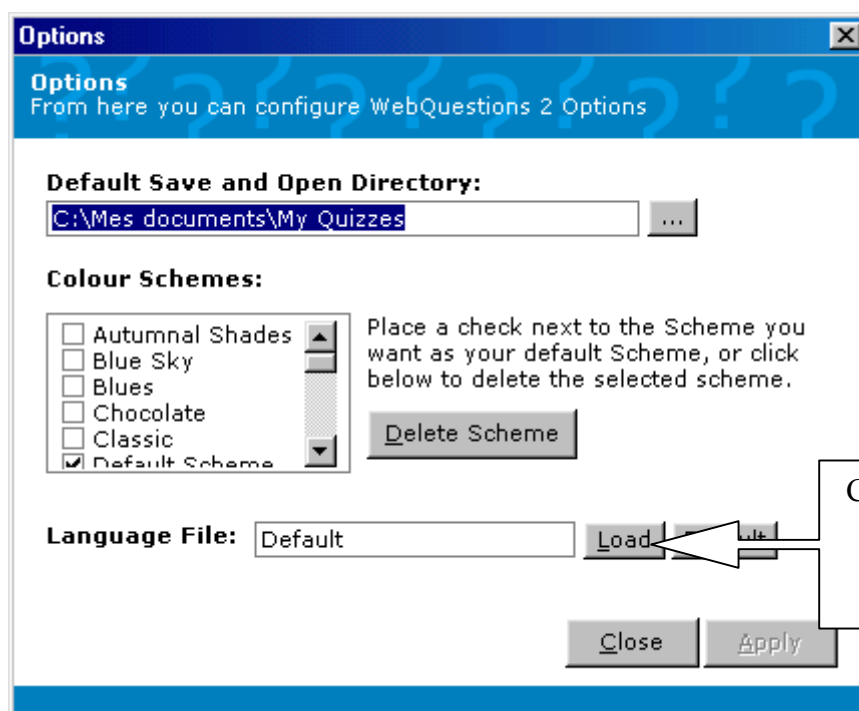 Options
Options
From here you can configure WebQuestions 2 Options
Default Save and Open Directory:
C:\Mes documents\My Quizzes
...
Colour Schemes:
Autumnal Shades
Blue Sky
Blues
Chocolate
Classic
Default Scheme
Place a check next to the Scheme you
want as your default Scheme, or click
below to delete the selected scheme.
Delete Scheme
Language File:
Default
Load
Close
Apply